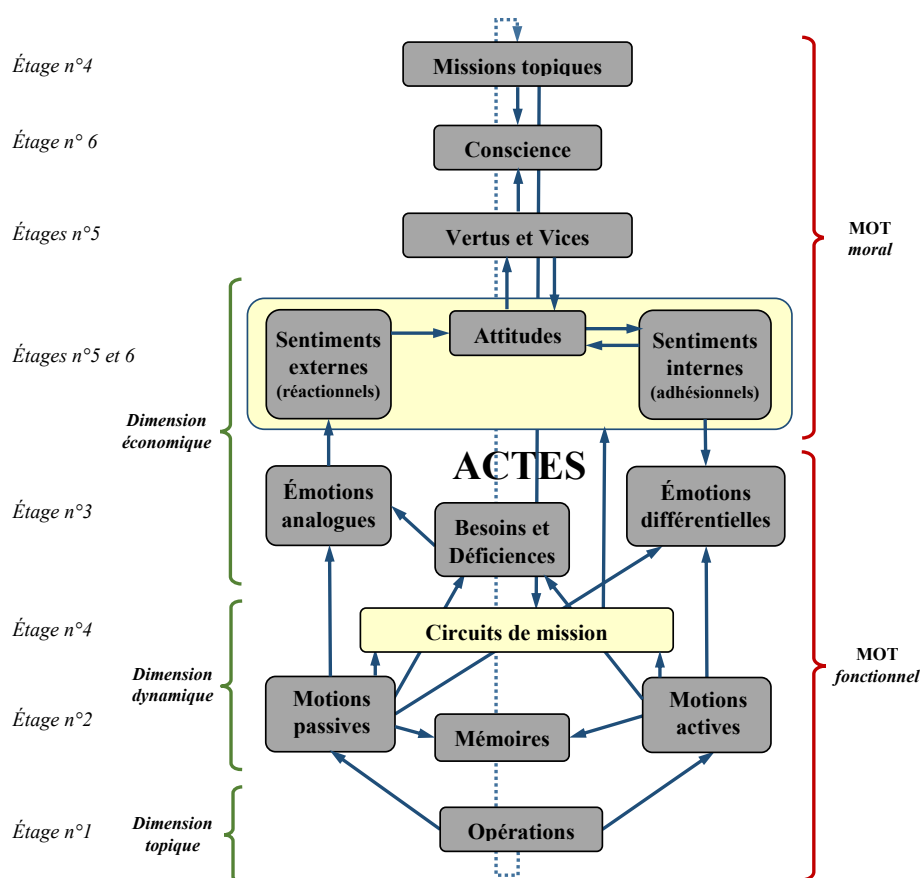 Étage n°4
Missions topiques
Étage n° 6
Conscience
Étages n°5
Vertus et Vices
MOT
moral
Étages n°5 et 6
Sentiments
externes
(réactionnels)
Attitudes
Sentiments
internes
(adhésionnels)
Dimension
économique
ACTES
Étage n°3
Émotions
analogues
Besoins et
Déficiences
Émotions
différentielles
Étage n°4
Circuits de mission
MOT
fonctionnel
Dimension
dynamique
Étage n°2
Motions
passives
Mémoires
Motions
actives
Étage n°1
Dimension
topique
Opérations